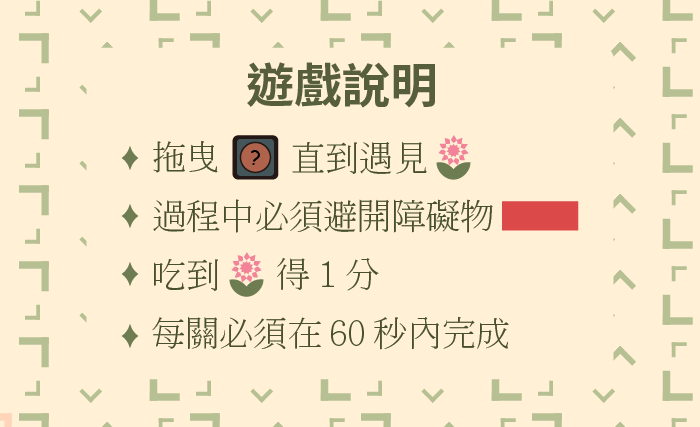 遊戲說明
拖曳 ? 直到遇見
過程中必須避開障礙物
吃到 得 1 分
每關必須在 60 秒內完成